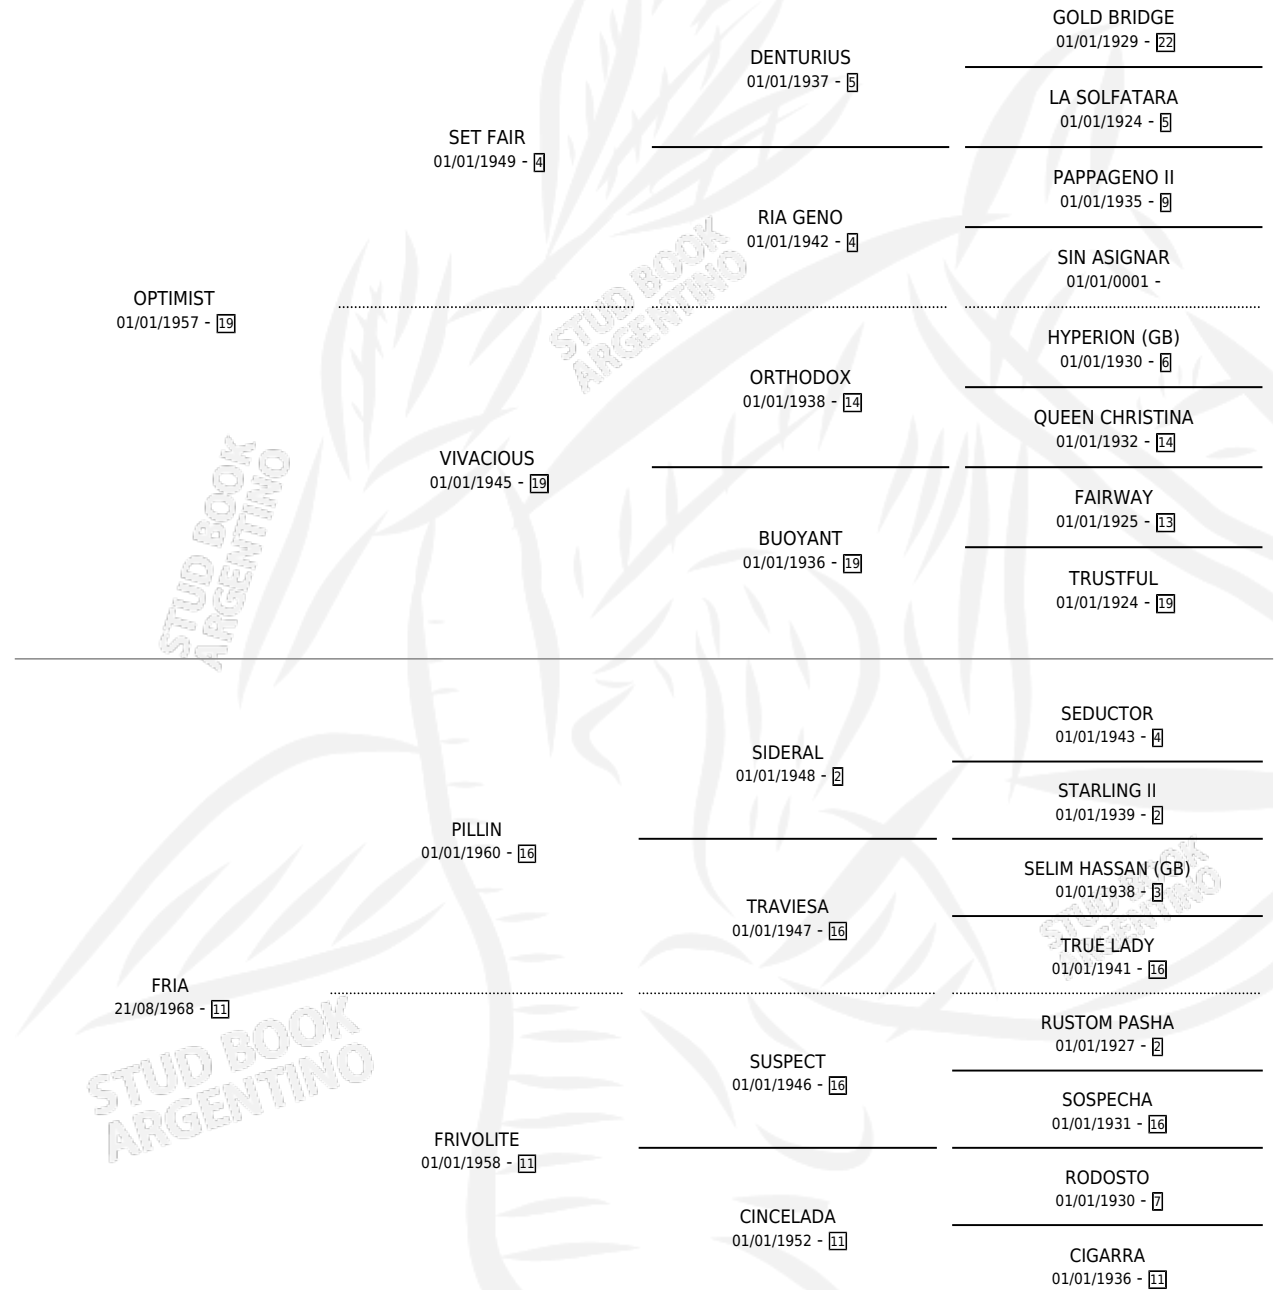 GOLD BRIDGE
01/01/1929 - 22
DENTURIUS
01/01/1937 - 5
LA SOLFATARA
01/01/1924 - 5
SET FAIR
01/01/1949 - 4
PAPPAGENO II
01/01/1935 - 9
RIA GENO
01/01/1942 - 4
SIN ASIGNAR
01/01/0001 -
OPTIMIST
01/01/1957 - 19
HYPERION (GB)
01/01/1930 - 6
ORTHODOX
01/01/1938 - 14
QUEEN CHRISTINA
01/01/1932 - 14
VIVACIOUS
01/01/1945 - 19
FAIRWAY
01/01/1925 - 13
BUOYANT
01/01/1936 - 19
TRUSTFUL
01/01/1924 - 19
SEDUCTOR
01/01/1943 - 4
SIDERAL
01/01/1948 - 2
STARLING II
01/01/1939 - 2
PILLIN
01/01/1960 - 16
SELIM HASSAN (GB)
01/01/1938 - 3
TRAVIESA
01/01/1947 - 16
TRUE LADY
01/01/1941 - 16
FRIA
21/08/1968 - 11
RUSTOM PASHA
01/01/1927 - 2
SUSPECT
01/01/1946 - 16
SOSPECHA
01/01/1931 - 16
FRIVOLITE
01/01/1958 - 11
RODOSTO
01/01/1930 - 7
CINCELADA
01/01/1952 - 11
CIGARRA
01/01/1936 - 11
STUD BOOK
ARGENTINO
STUD BOOK
ARGENTINO
STUD BOOK
ARGENTINO
STUD BOOK
ARGENTINO